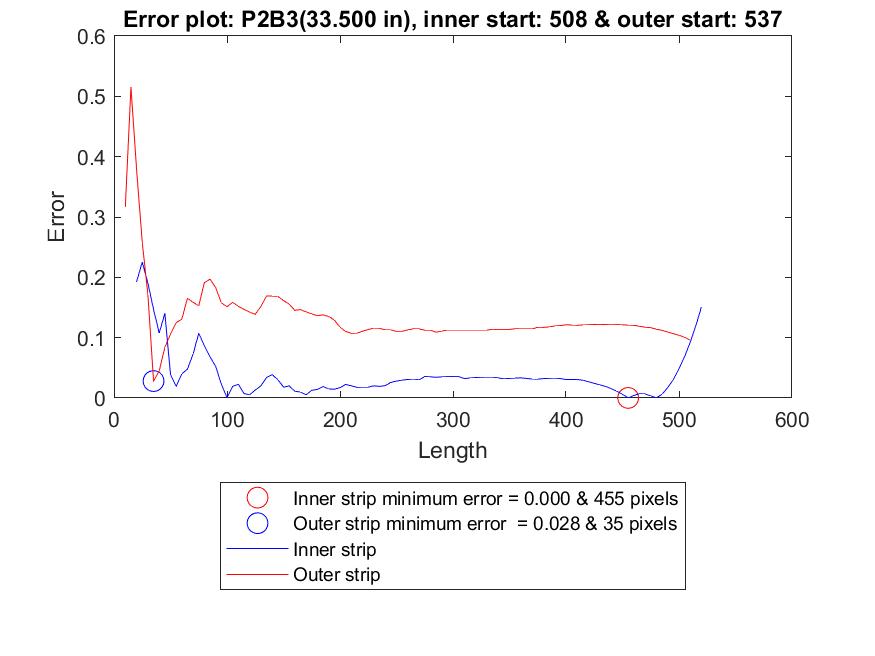 Error plot: P2B3(33.500 in), inner start: 508 & outer start: 537
0.6
0.5
0.4
0.3
0.2
0.1
0
Error
0 100 200 300 400 500 600
Length
Inner strip minimum error = 0.000 & 455 pixels
Outer strip minimum error = 0.028 & 35 pixels
Inner strip
Outer strip